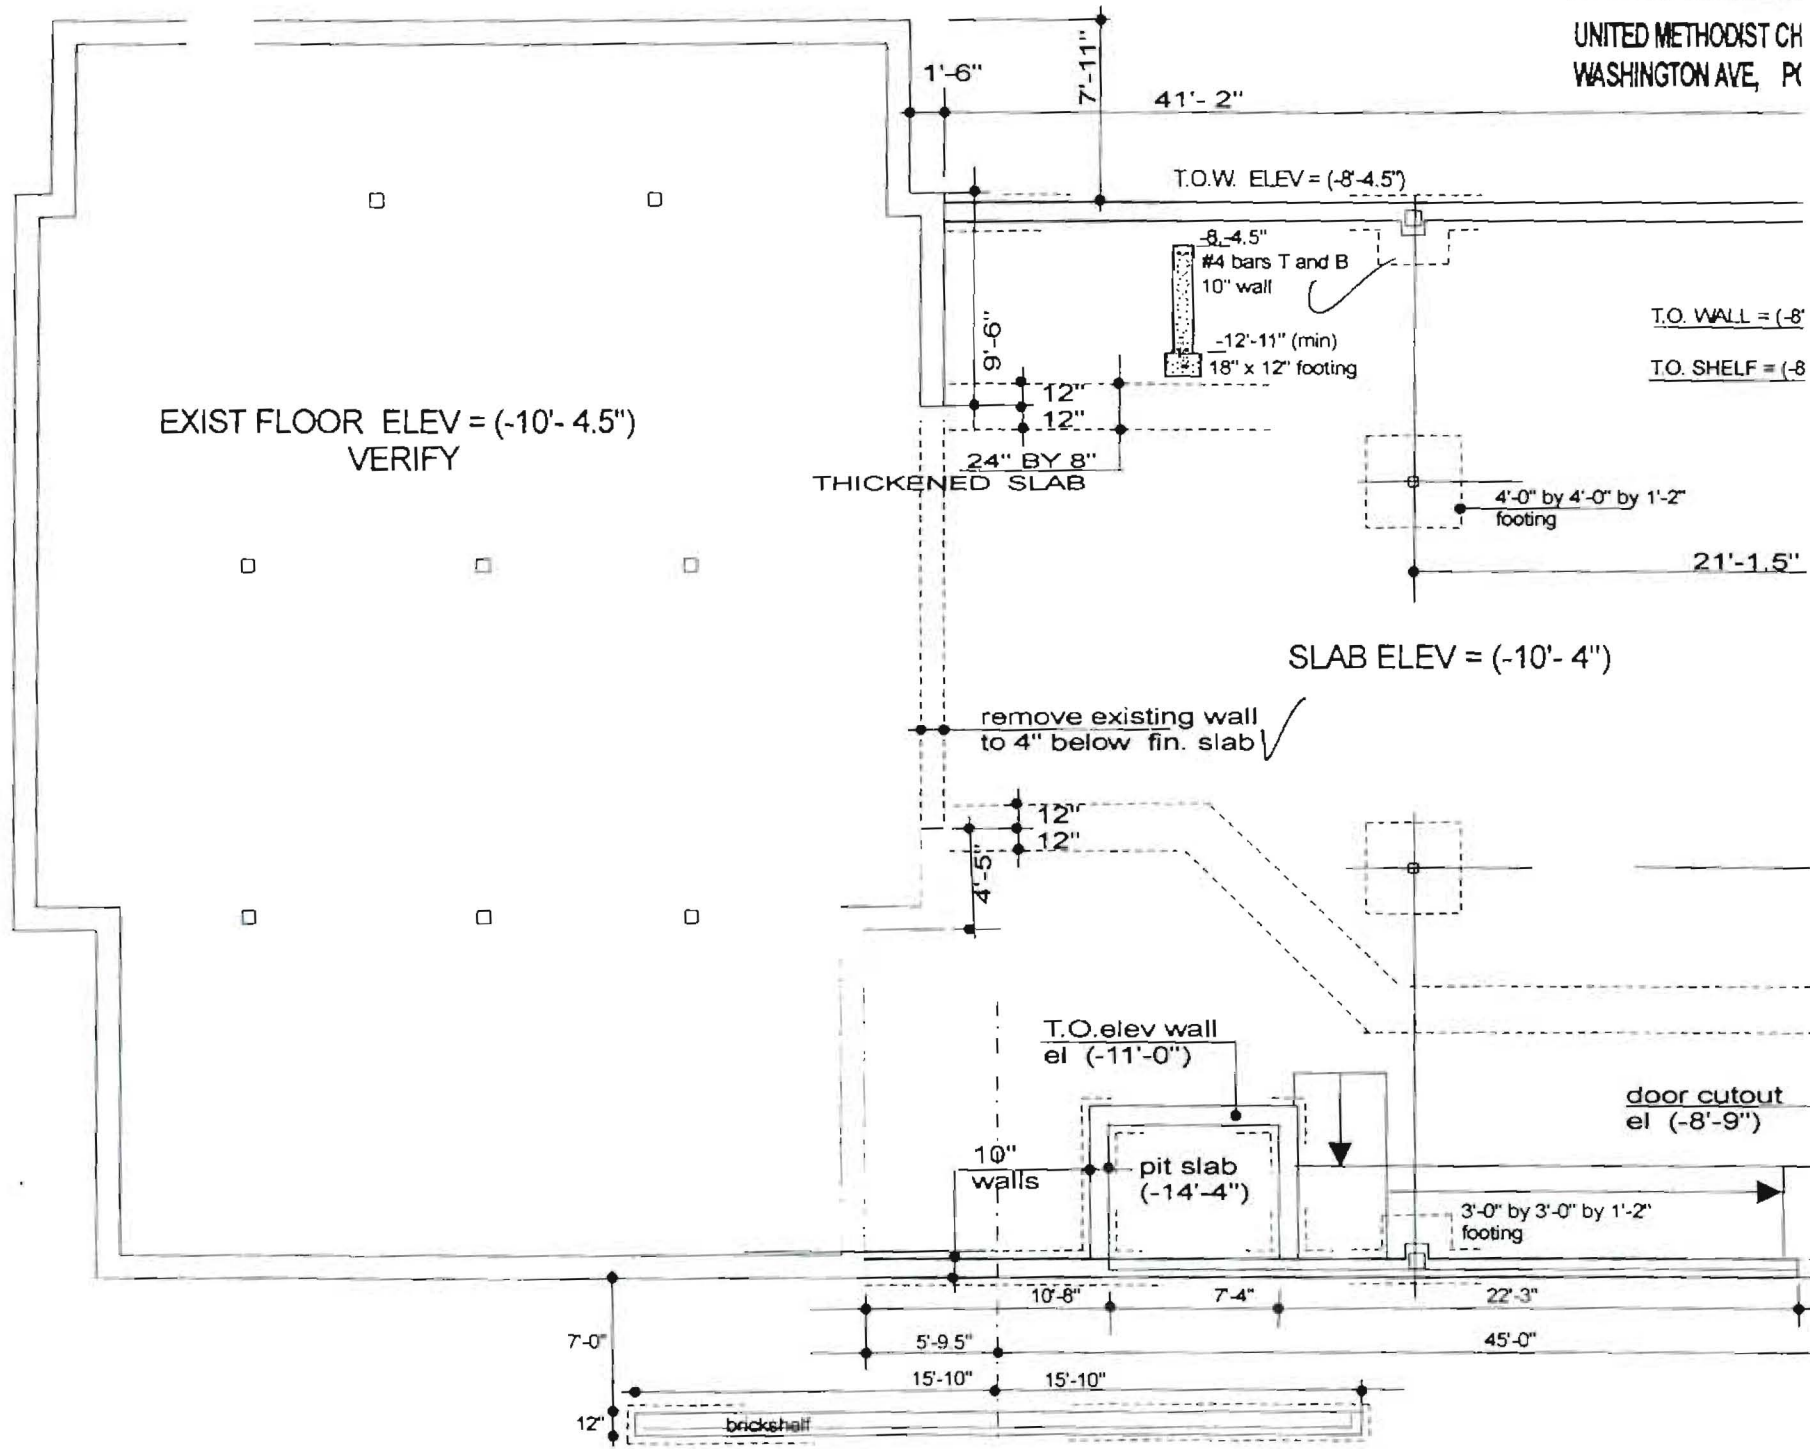 UNITED METHODIST CH
WASHINGTON AVE, P
1'-6"
7'-11"
41'- 2"
T.O.W. ELEV = (-8'-4.5")
-8,-4.5"
#4 bars T and B
10" wall
-12'-11" (min)
18" x 12" footing
T.O. WALL = (-8'
T.O. SHELF = (-8
9'-6"
12"
12"
24" BY 8"
THICKENED SLAB
EXIST FLOOR ELEV = (-10'- 4.5")
VERIFY
4'-0" by 4'-0" by 1'-2"
footing
21'-1.5"
SLAB ELEV = (-10'- 4")
remove existing wall
to 4" below fin. slab
12"
12"
4'-5"
T.O.elev wall
el (-11'-0")
door cutout
el (-8'-9")
10"
walls
pit slab
(-14'-4")
3'-0" by 3'-0" by 1'-2"
footing
10'-8"
7'-4"
22'-3"
7'-0"
5'-9.5"
45'-0"
15'-10"
15'-10"
12"
brickshelf